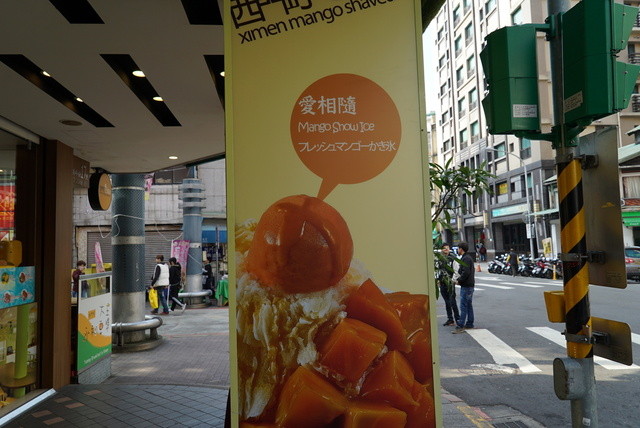 西門町
ximen mango shaved
愛相隨
Mango Snow Ice
フレッシュマンゴーかき氷